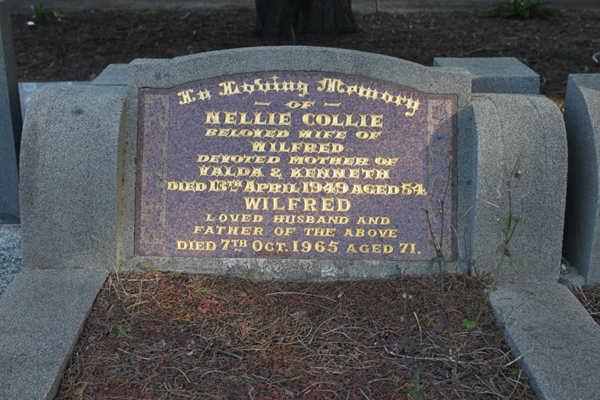 In Loving Memory
— OF —
NELLIE COLLIE
BELOVED WIFE OF
WILFRED
DEVOTED MOTHER OF
VALDA & KENNETH
DIED 13TH APRIL 1949 AGED 54.
WILFRED
LOVED HUSBAND AND
FATHER OF THE ABOVE
DIED 7TH OCT. 1965 AGED 71.